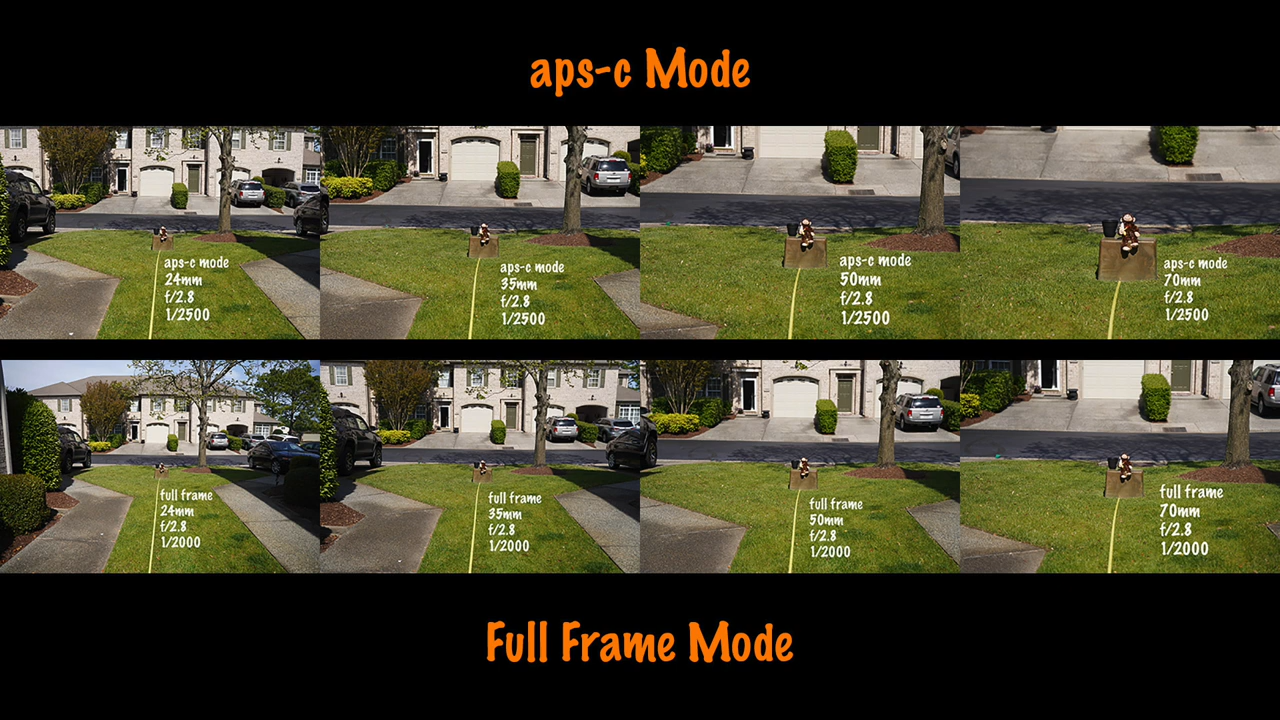 aps-c Mode
aps-c mode
24mm
f/2.8
1/2500
aps-c mode
35mm
f/2.8
1/2500
aps-c mode
50mm
f/2.8
1/2500
aps-c mode
70mm
f/2.8
1/2500
full frame
24mm
f/2.8
1/2000
full frame
35mm
f/2.8
1/2000
full frame
50mm
f/2.8
1/2000
full frame
70mm
f/2.8
1/2000
Full Frame Mode